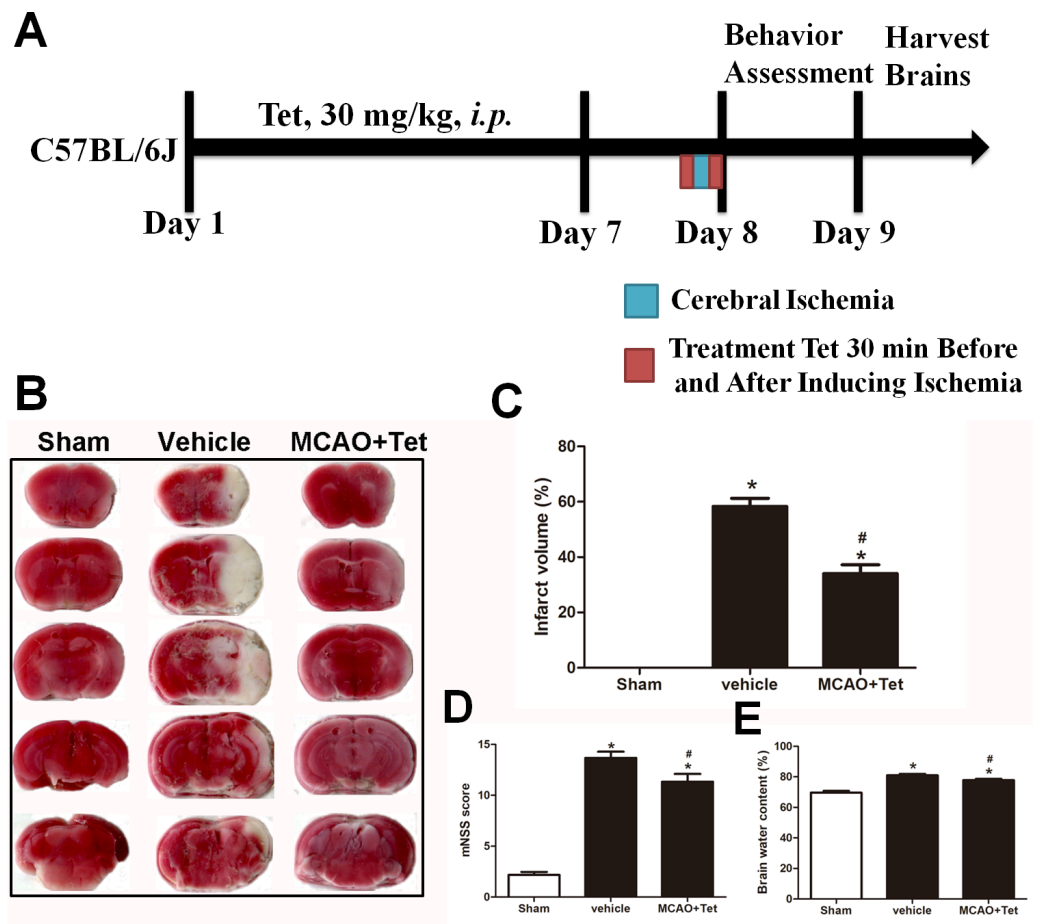 A
Behavior
Assessment
Harvest
Brains
Tet, 30 mg/kg, i.p.
C57BL/6J
Day 1
Day 7
Day 8
Day 9
Cerebral Ischemia
Treatment Tet 30 min Before
and After Inducing Ischemia
B
Sham Vehicle MCAO+Tet
C
Infarct volume (%)
80
60
40
20
0
*
#
*
Sham vehicle MCAO+Tet
D
mNSS score
15
10
5
0
*
#
*
Sham vehicle MCAO+Tet
E
Brain water content (%)
100
80
60
40
20
0
*
#
*
Sham vehicle MCAO+Tet